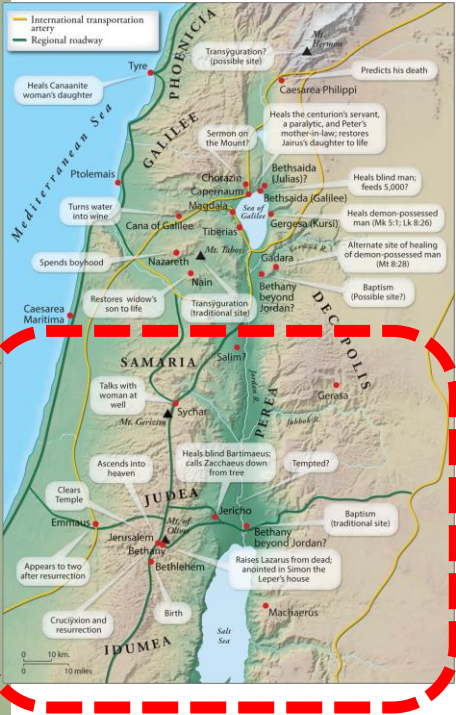 International transportation
artery
Regional roadway
Mt.
Hermon
Transÿguration?
(possible site)
PHOENICIA
Tyre
Predicts his death
Caesarea Philippi
Heals Canaanite
woman's daughter
Mediterranean Sea
GALILEE
Heals the centurion's servant,
a paralytic, and Peter's
mother-in-law; restores
Jairus's daughter to life
Sermon on
the Mount?
Ptolemais
Chorazin
Capernaum
Bethsaida
(Julias)?
Bethsaida (Galilee)
Heals blind man;
feeds 5,000?
Turns water
into wine
Magdala
Sea of
Galilee
Cana of Galilee
Tiberias
Gergesa (Kursi)
Heals demon-possessed
man (Mk 5:1; Lk 8:26)
Spends boyhood
Nazareth
Mt. Tabor
Gadara
Alternate site of healing
of demon-possessed man
(Mt 8:28)
Nain
Bethany
beyond
Jordan?
Baptism
(Possible site?)
Restores widow's
son to life
Transÿguration
(traditional site)
Caesarea
Maritima
DECAPOLIS
SAMARIA
Salim?
Jordan R.
Talks with
woman at
well
Sychar
Mt. Gerizim
PEREA
Gerasa
Jabbok R.
Ascends into
heaven
Heals blind Bartimaeus;
calls Zacchaeus down
from tree
Tempted?
Clears
Temple
JUDEA
Emmaus
Mt. of
Olives
Jericho
Baptism
(traditional site)
Jerusalem
Bethany
Bethany
beyond Jordan?
Appears to two
after resurrection
Bethlehem
Raises Lazarus from dead;
anointed in Simon the
Leper's house
Cruciÿxion and
resurrection
Birth
Machaerus
Salt
Sea
IDUMEA
0 10 km.
0 10 miles